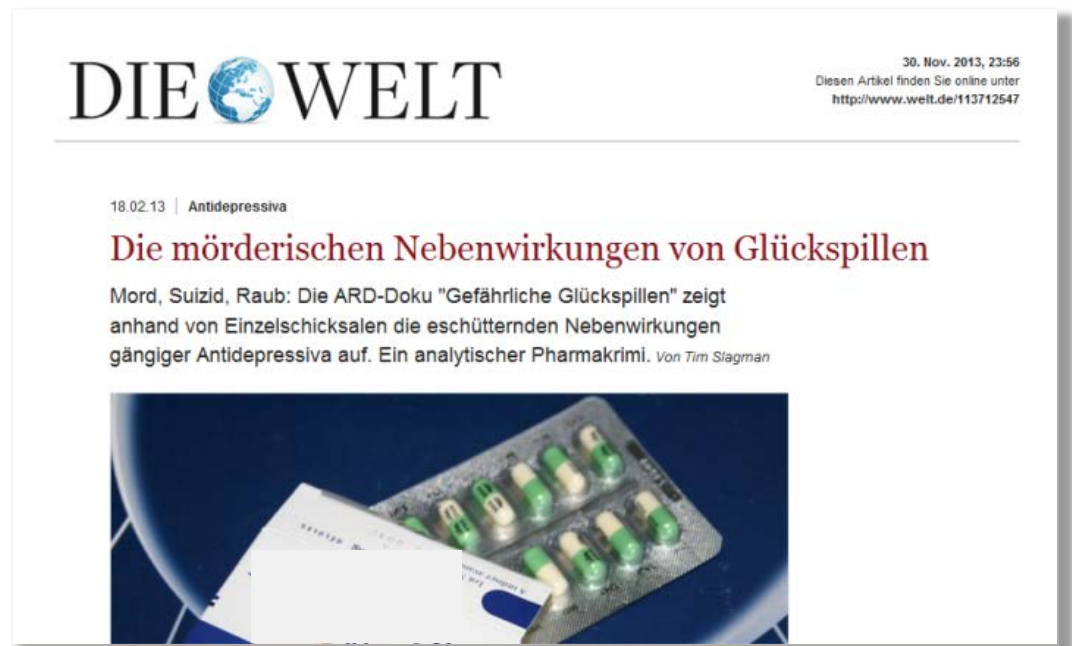 DIE WELT
30. Nov. 2013, 23:56
Diesen Artikel finden Sie online unter
http://www.welt.de/113712547
18.02.13 | Antidepressiva
Die mörderischen Nebenwirkungen von Glückspillen
Mord, Suizid, Raub: Die ARD-Doku "Gefährliche Glückspillen" zeigt
anhand von Einzelschicksalen die eschütternden Nebenwirkungen
gängiger Antidepressiva auf. Ein analytischer Pharmakrimi. Von Tim Slagman